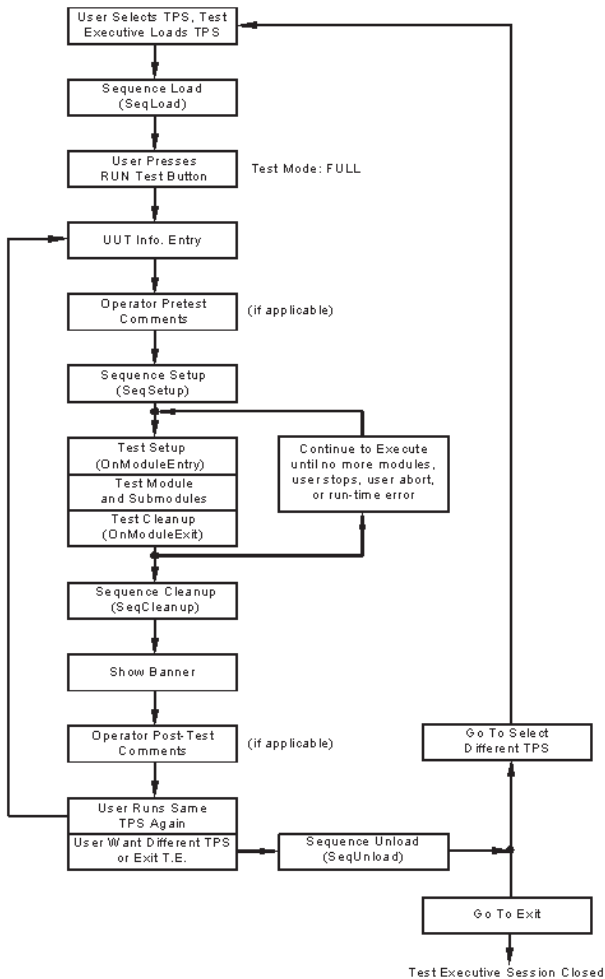 User Selects TPS, Test
Executive Loads TPS
Sequence Load
(SeqLoad)
User Presses
RUN Test Button
Test Mode: FULL
UUT Info. Entry
Operator Pretest
Comments
(if applicable)
Sequence Setup
(SeqSetup)
Test Setup
(OnModuleEntry)
Test Module
and Submodules
Test Cleanup
(OnModuleExit)
Continue to Execute
until no more modules,
user stops, user abort,
or run-time error
Sequence Cleanup
(SeqCleanup)
Show Banner
Operator Post-Test
Comments
(if applicable)
Go To Select
Different TPS
User Runs Same
TPS Again
User Want Different TPS
or Exit T.E.
Sequence Unload
(SeqUnload)
Go To Exit
Test Executive Session Closed